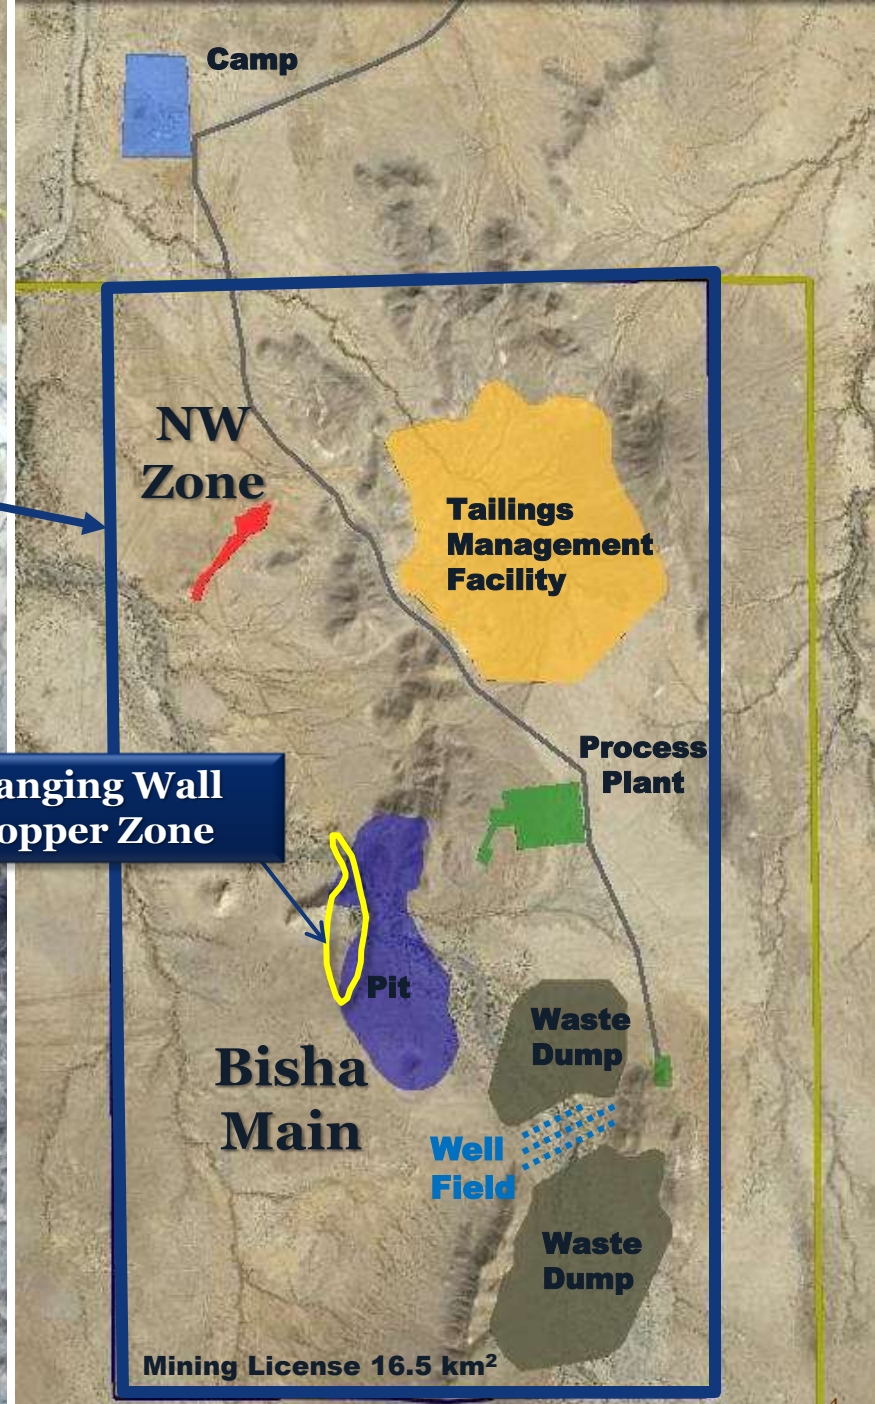 Camp
NW
Zone
Tailings
Management
Facility
Process
Plant
anging Wall
opper Zone
Pit
Waste
Dump
Bisha
Main
Well
Field
Waste
Dump
Mining License 16.5 km²